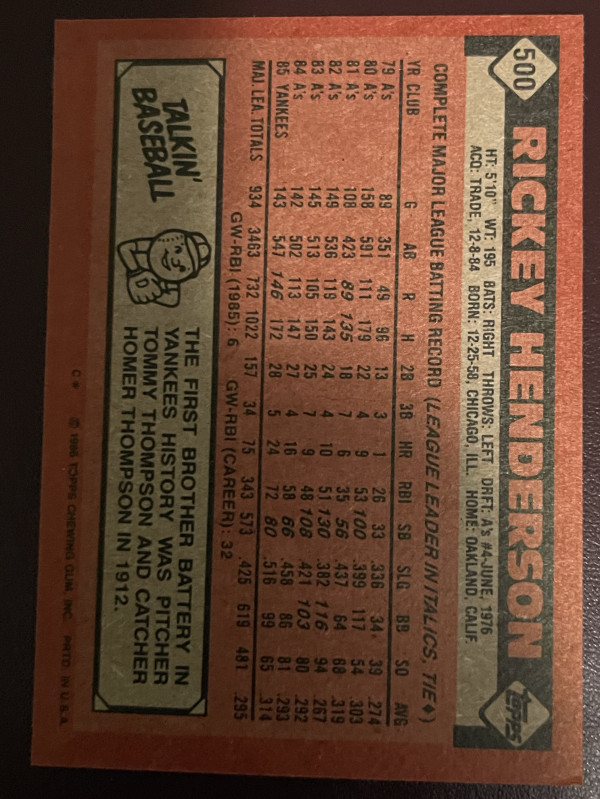 500
RICKEY HENDERSON
TOPPS
HT: 5'10" WT: 195 BATS: RIGHT THROWS: LEFT DRFT: A's #4-JUNE, 1976
ACQ: TRADE, 12-8-84 BORN: 12-25-58, CHICAGO, ILL. HOME: OAKLAND, CALIF.
COMPLETE MAJOR LEAGUE BATTING RECORD (LEAGUE LEADER IN ITALICS, TIE ♦)
YR CLUB G AB R H 2B 3B HR RBI SB SLG BB SO AVG
79 A's 89 351 49 96 13 3 1 26 33 .336 34 39 .274
80 A's 158 591 111 179 22 4 9 53 100 .399 117 54 .303
81 A's 108 423 89 135 18 7 6 35 56 .437 64 68 .319
82 A's 149 536 119 143 24 4 10 51 130 .382 116 94 .267
83 A's 145 513 105 150 25 7 9 48 108 .421 103 80 .292
84 A's 142 502 113 147 27 4 16 58 66 .458 86 81 .293
85 YANKEES 143 547 146 172 28 5 24 72 80 .516 99 65 .314
MAJ. LEA. TOTALS 934 3463 732 1022 157 34 75 343 573 .425 619 481 .295
GW-RBI (1985): 6 GW-RBI (CAREER): 32
TALKIN'
BASEBALL
THE FIRST BROTHER BATTERY IN
YANKEES HISTORY WAS PITCHER
TOMMY THOMPSON AND CATCHER
HOMER THOMPSON IN 1912.
© 1986 TOPPS CHEWING GUM, INC. PRTD. IN U.S.A.